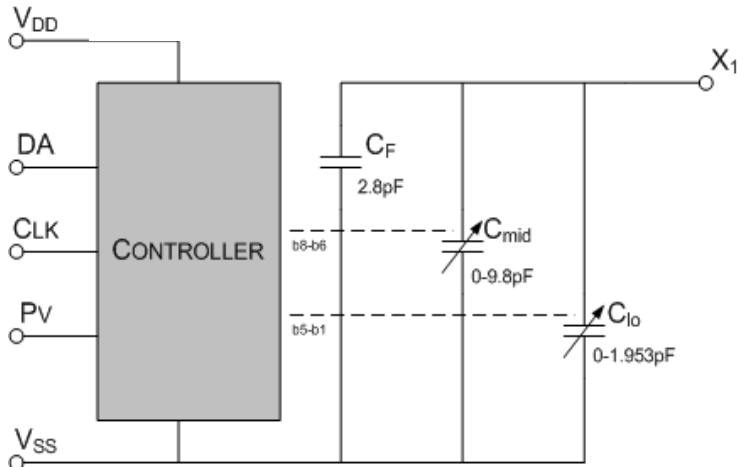 VDD
X1
DA
CF
2.8pF
CLK
CONTROLLER
b8-b6
Cmid
0-9.8pF
PV
b5-b1
Clo
0-1.953pF
VSS